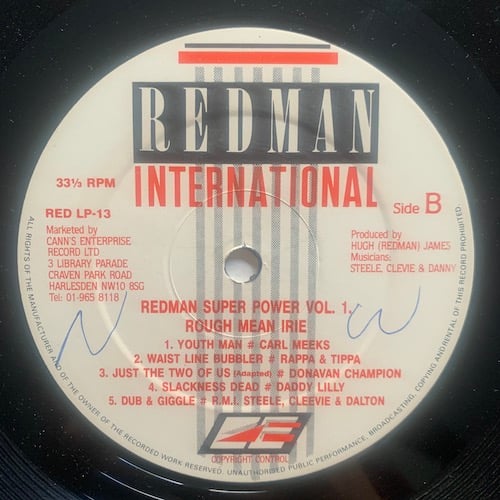 REDMAN
INTERNATIONAL
33⅓ RPM
RED LP-13
Marketed by
CANN'S ENTERPRISE
RECORD LTD
3 LIBRARY PARADE
CRAVEN PARK ROAD
HARLESDEN NW10 8SG
Tel: 01-965 8118
Side B
Produced by
HUGH (REDMAN) JAMES
Musicians:
STEELE, CLEVIE & DANNY
REDMAN SUPER POWER VOL. 1.
ROUGH MEAN IRIE
1. YOUTH MAN # CARL MEEKS
2. WAIST LINE BUBBLER # RAPPA & TIPPA
3. JUST THE TWO OF US (Adapted) # DONAVAN CHAMPION
4. SLACKNESS DEAD # DADDY LILLY
5. DUB & GIGGLE # R.M.I. STEELE, CLEEVIE & DALTON
CE
COPYRIGHT CONTROL
N W
ALL RIGHTS OF THE MANUFACTURER AND OF THE OWNER OF THE RECORDED WORK RESERVED. UNAUTHORISED PUBLIC PERFORMANCE, BROADCASTING, COPYING AND RENTAL OF THIS RECORD PROHIBITED.